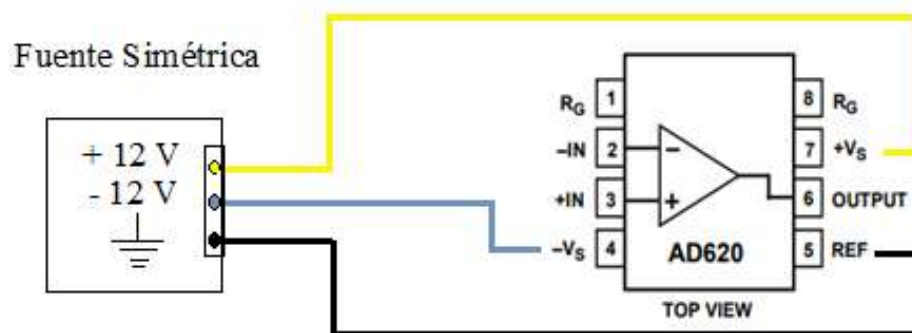 Fuente Simétrica
+ 12 V
- 12 V
R_G 1 8 R_G
–IN 2 – 7 +V_S
+IN 3 + 6 OUTPUT
–V_S 4 AD620 5 REF
TOP VIEW